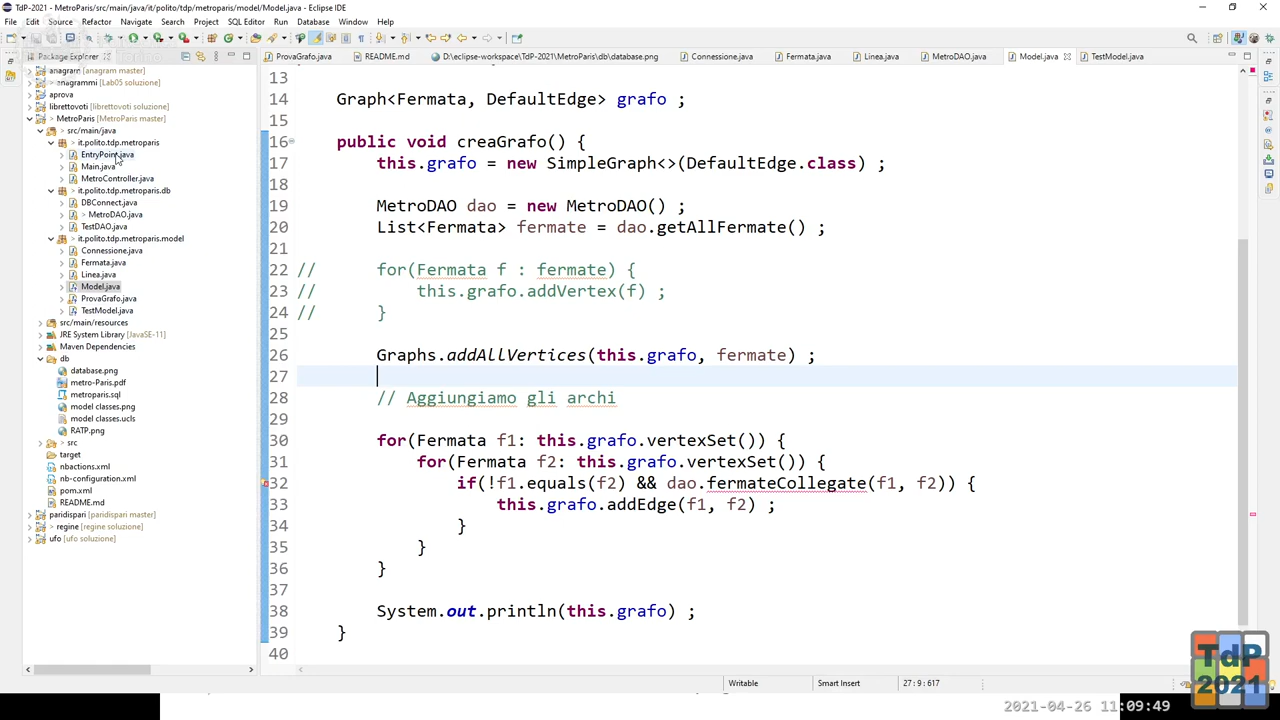 TdP-2021 - MetroParis/src/main/java/it/polito/tdp/metroparis/model/Model.java - Eclipse IDE
File Edit Source Refactor Navigate Search Project SQL Editor Run Database Window Help
Package Explorer
ProvaGrafo.java README.md D:\eclipse-workspace\TdP-2021\MetroParis\db\database.png Connessione.java Fermata.java Linea.java MetroDAO.java Model.java TestModel.java
anagram [anagram master]
anagrammi [Lab05 soluzione]
aprova
librettovoti [librettovoti soluzione]
MetroParis [MetroParis master]
src/main/java
it.polito.tdp.metroparis
EntryPoint.java
Main.java
MetroController.java
it.polito.tdp.metroparis.db
DBConnect.java
MetroDAO.java
TestDAO.java
it.polito.tdp.metroparis.model
Connessione.java
Fermata.java
Linea.java
Model.java
ProvaGrafo.java
TestModel.java
src/main/resources
JRE System Library [JavaSE-11]
Maven Dependencies
db
database.png
metro-Paris.pdf
metroparis.sql
model classes.png
model classes.ucls
RATP.png
src
target
nbactions.xml
nb-configuration.xml
pom.xml
README.md
paridispari [paridispari master]
regine [regine soluzione]
ufo [ufo soluzione]
13
14 Graph<Fermata, DefaultEdge> grafo ;
16 public void creaGrafo() {
17 this.grafo = new SimpleGraph<>(DefaultEdge.class) ;
18
19 MetroDAO dao = new MetroDAO() ;
20 List<Fermata> fermate = dao.getAllFermate() ;
21
22 // for(Fermata f : fermate) {
23 // this.grafo.addVertex(f) ;
24 // }
25
26 Graphs.addAllVertices(this.grafo, fermate) ;
27
28 // Aggiungiamo gli archi
29
30 for(Fermata f1: this.grafo.vertexSet()) {
31 for(Fermata f2: this.grafo.vertexSet()) {
32 if(!f1.equals(f2) && dao.fermateCollegate(f1, f2)) {
33 this.grafo.addEdge(f1, f2) ;
34 }
35 }
36 }
37
38 System.out.println(this.grafo) ;
39 }
40
Writable Smart Insert 27 : 9 : 617
TdP
2021
2021-04-26 11:09:49